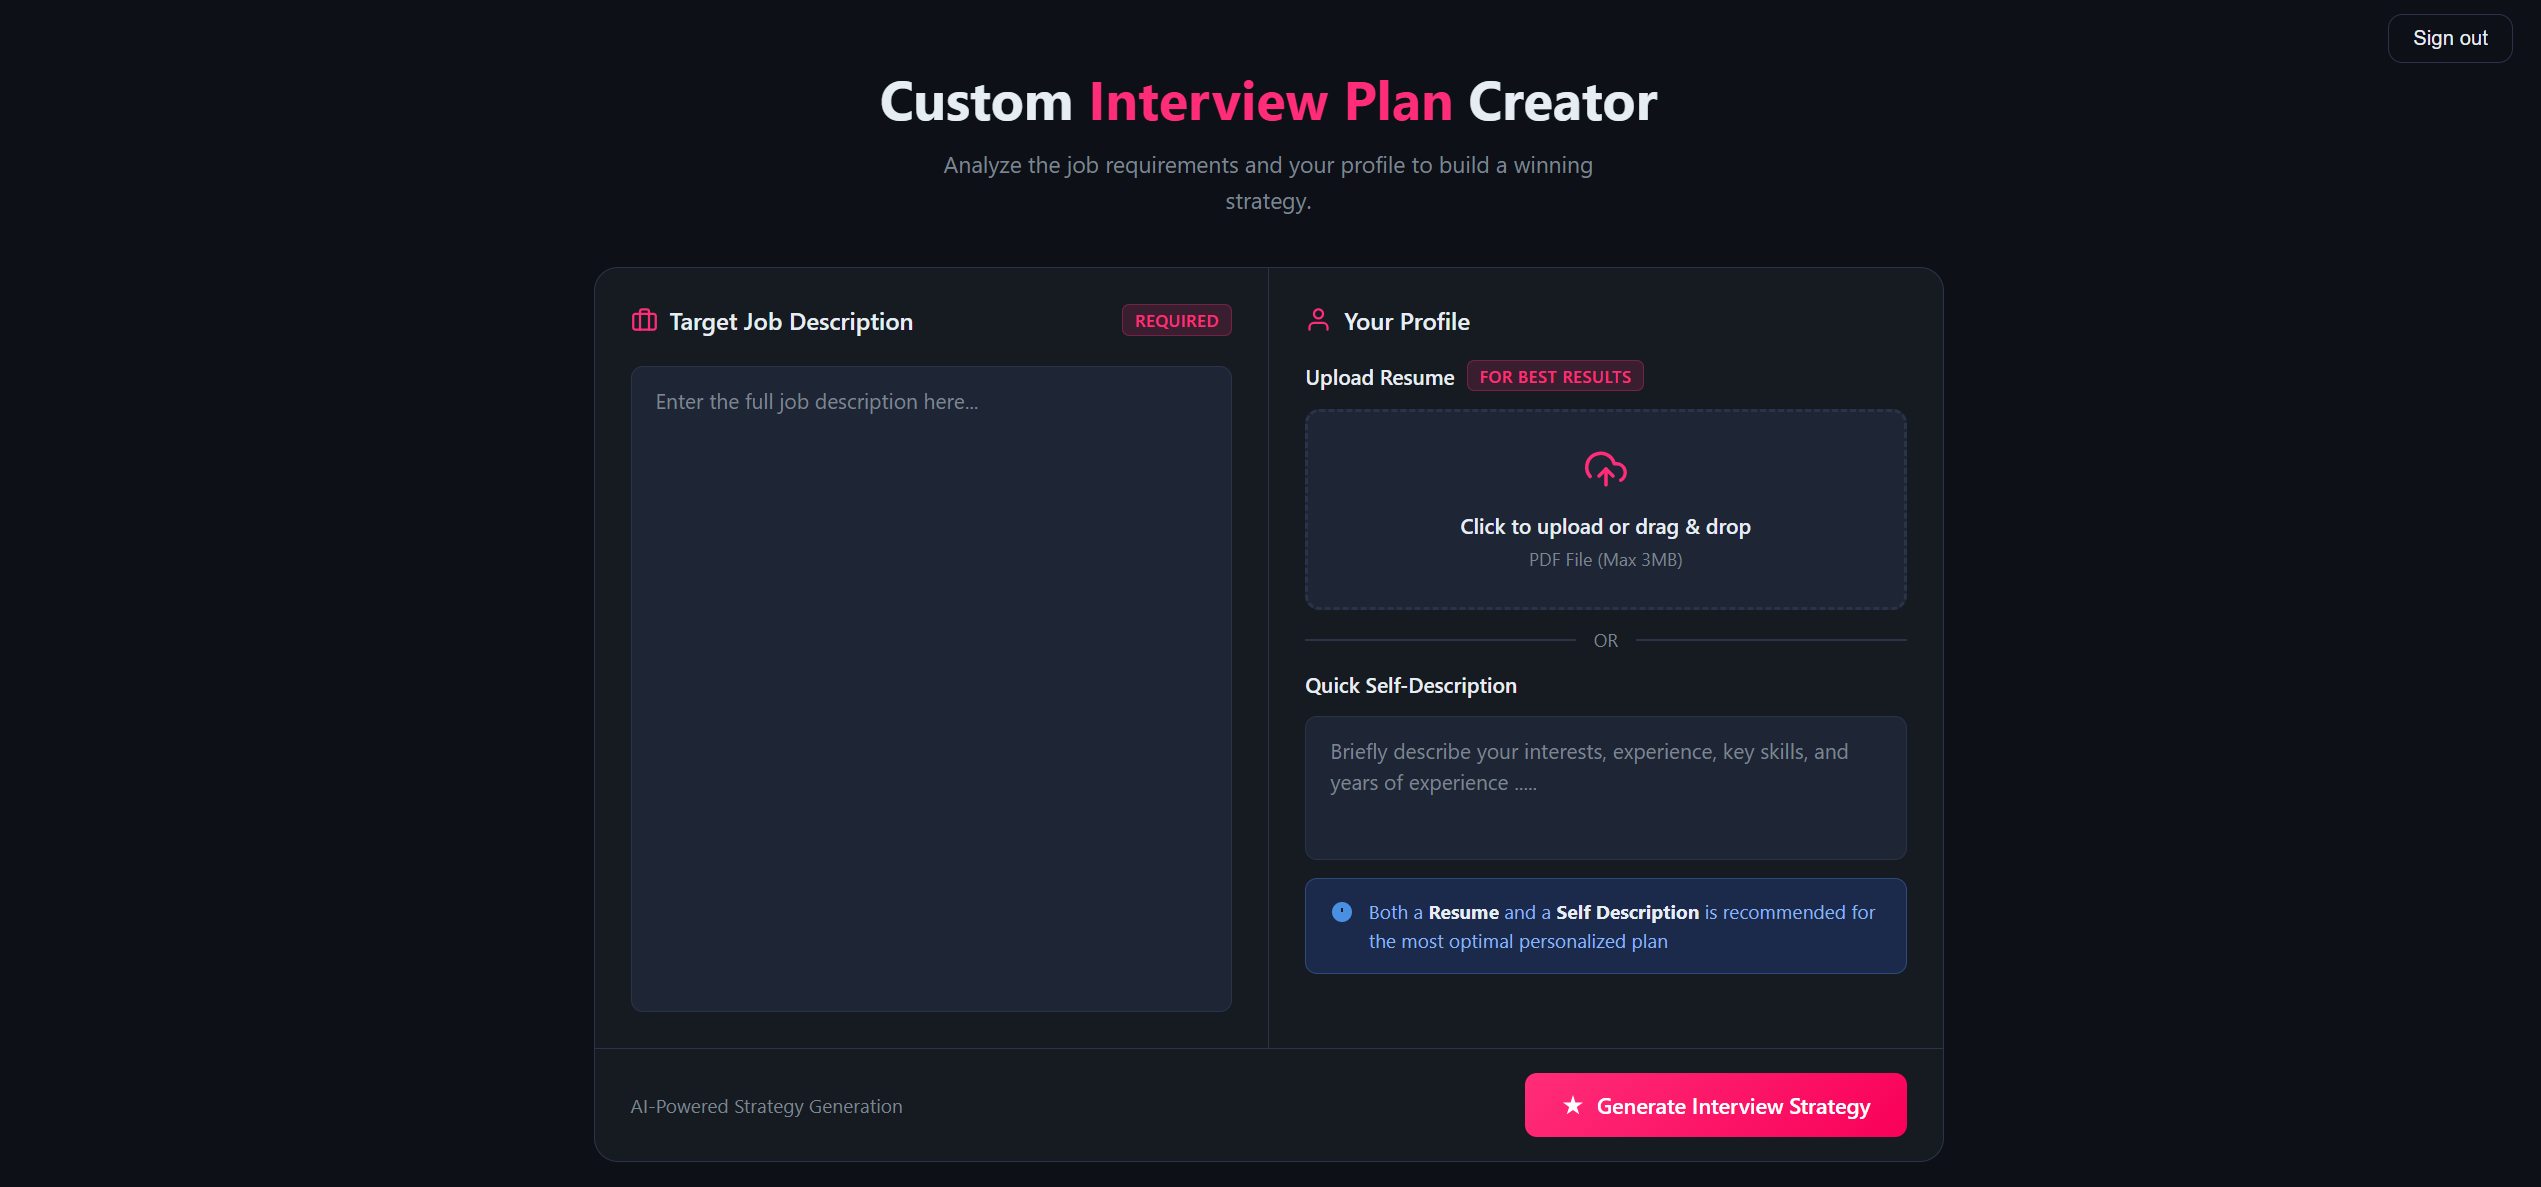 Sign out
Custom Interview Plan Creator
Analyze the job requirements and your profile to build a winning
strategy.
Target Job Description
REQUIRED
Enter the full job description here...
Your Profile
Upload Resume
FOR BEST RESULTS
Click to upload or drag & drop
PDF File (Max 3MB)
OR
Quick Self-Description
Briefly describe your interests, experience, key skills, and
years of experience .....
Both a Resume and a Self Description is recommended for
the most optimal personalized plan
AI-Powered Strategy Generation
★ Generate Interview Strategy